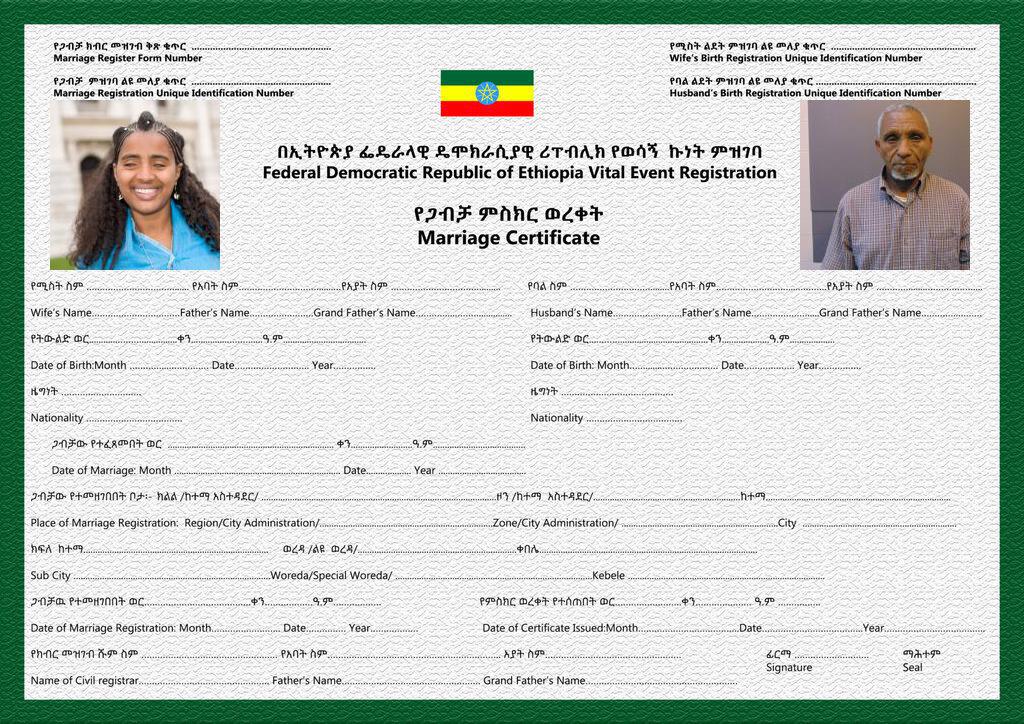 የጋብቻ ክብር መዝገብ ቅጽ ቁጥር ........................................................
Marriage Register Form Number
የጋብቻ ምዝገባ ልዩ መለያ ቁጥር ........................................................
Marriage Registration Unique Identification Number
የሚስት ልደት ምዝገባ ልዩ መለያ ቁጥር ........................................................
Wife's Birth Registration Unique Identification Number
የባል ልደት ምዝገባ ልዩ መለያ ቁጥር ........................................................
Husband's Birth Registration Unique Identification Number
በኢትዮጵያ ፌዴራላዊ ዴሞክራሲያዊ ሪፐብሊክ የወሳኝ ኩነት ምዝገባ
Federal Democratic Republic of Ethiopia Vital Event Registration
የጋብቻ ምስክር ወረቀት
Marriage Certificate
የሚስት ስም .................... የአባት ስም....................የአያት ስም ....................
የባል ስም ....................የአባት ስም....................የአያት ስም ....................
Wife's Name....................Father's Name....................Grand Father's Name....................
Husband's Name....................Father's Name....................Grand Father's Name....................
የትውልድ ወር....................ቀን....................ዓ.ም....................
የትውልድ ወር....................ቀን....................ዓ.ም....................
Date of Birth:Month .................... Date.................... Year....................
Date of Birth: Month.................... Date.................... Year....................
ዜግነት ....................
ዜግነት ....................
Nationality ....................
Nationality ....................
ጋብቻው የተፈጸመበት ወር .................... ቀን....................ዓ.ም....................
Date of Marriage: Month .................... Date.................... Year ....................
ጋብቻው የተመዘገበበት ቦታ፡- ክልል /ከተማ አስተዳደር/ ....................ዞን /ከተማ አስተዳደር/....................ከተማ....................
Place of Marriage Registration: Region/City Administration/....................Zone/City Administration/ ....................City ....................
ክፍለ ከተማ.................... ወረዳ /ልዩ ወረዳ/....................ቀበሌ....................
Sub City ....................Woreda/Special Woreda/ ....................Kebele ....................
ጋብቻዉ የተመዘገበበት ወር....................ቀን....................ዓ.ም....................
የምስክር ወረቀት የተሰጠበት ወር....................ቀን.................... ዓ.ም ....................
Date of Marriage Registration: Month.................... Date.................... Year....................
Date of Certificate Issued:Month....................Date....................Year....................
የክብር መዝገብ ሹም ስም .................... የአባት ስም.................... አያት ስም....................
ፊርማ ....................
ማሕተም
Signature
Seal
Name of Civil registrar.................... Father's Name.................... Grand Father's Name....................